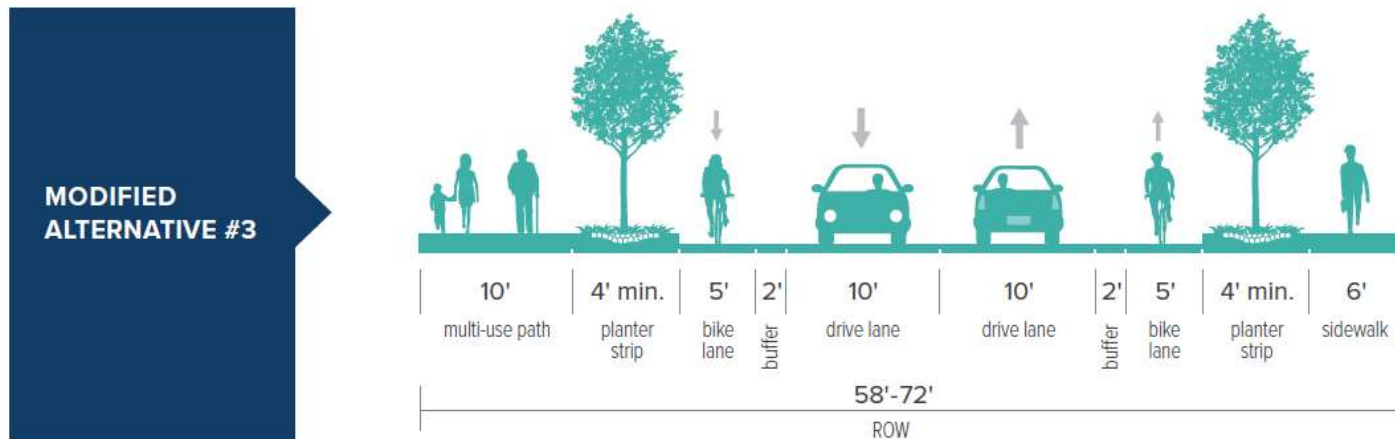 MODIFIED
ALTERNATIVE #3
10' 4' min. 5' 2' 10' 10' 2' 5' 4' min. 6'
multi-use path planter strip bike lane buffer drive lane drive lane buffer bike lane planter strip sidewalk
58'-72'
ROW